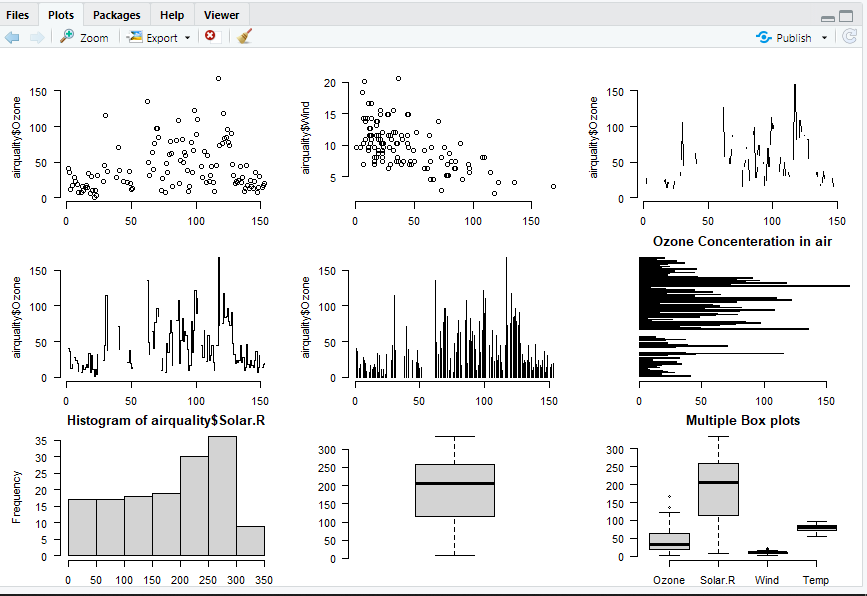 Files Plots Packages Help Viewer
Zoom Export Publish
airquality$Ozone
150
100
50
0
0 50 100 150
airquality$Wind
20
15
10
5
0 50 100 150
airquality$Ozone
150
100
50
0
0 50 100 150
airquality$Ozone
150
100
50
0
0 50 100 150
airquality$Ozone
150
100
50
0
0 50 100 150
Ozone Concenteration in air
0 50 100 150
Histogram of airquality$Solar.R
Frequency
35
30
25
20
15
10
5
0
0 50 100 150 200 250 300 350
300
250
200
150
100
50
0
Multiple Box plots
300
250
200
150
100
50
0
Ozone Solar.R Wind Temp